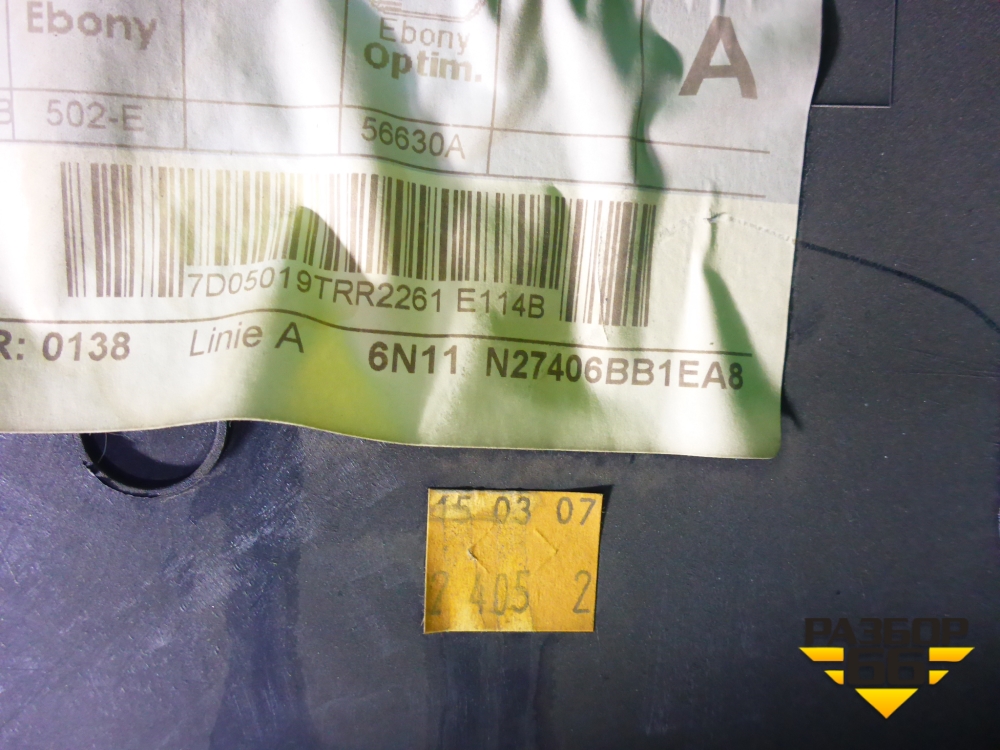 Ebony
Ebony
Optim.
A
502-E
56630A
7D05019TRR2261 E114B
R: 0138 Linie A 6N11 N27406BB1EA8
15 03 07
2 405 2
РАЗБОР
66